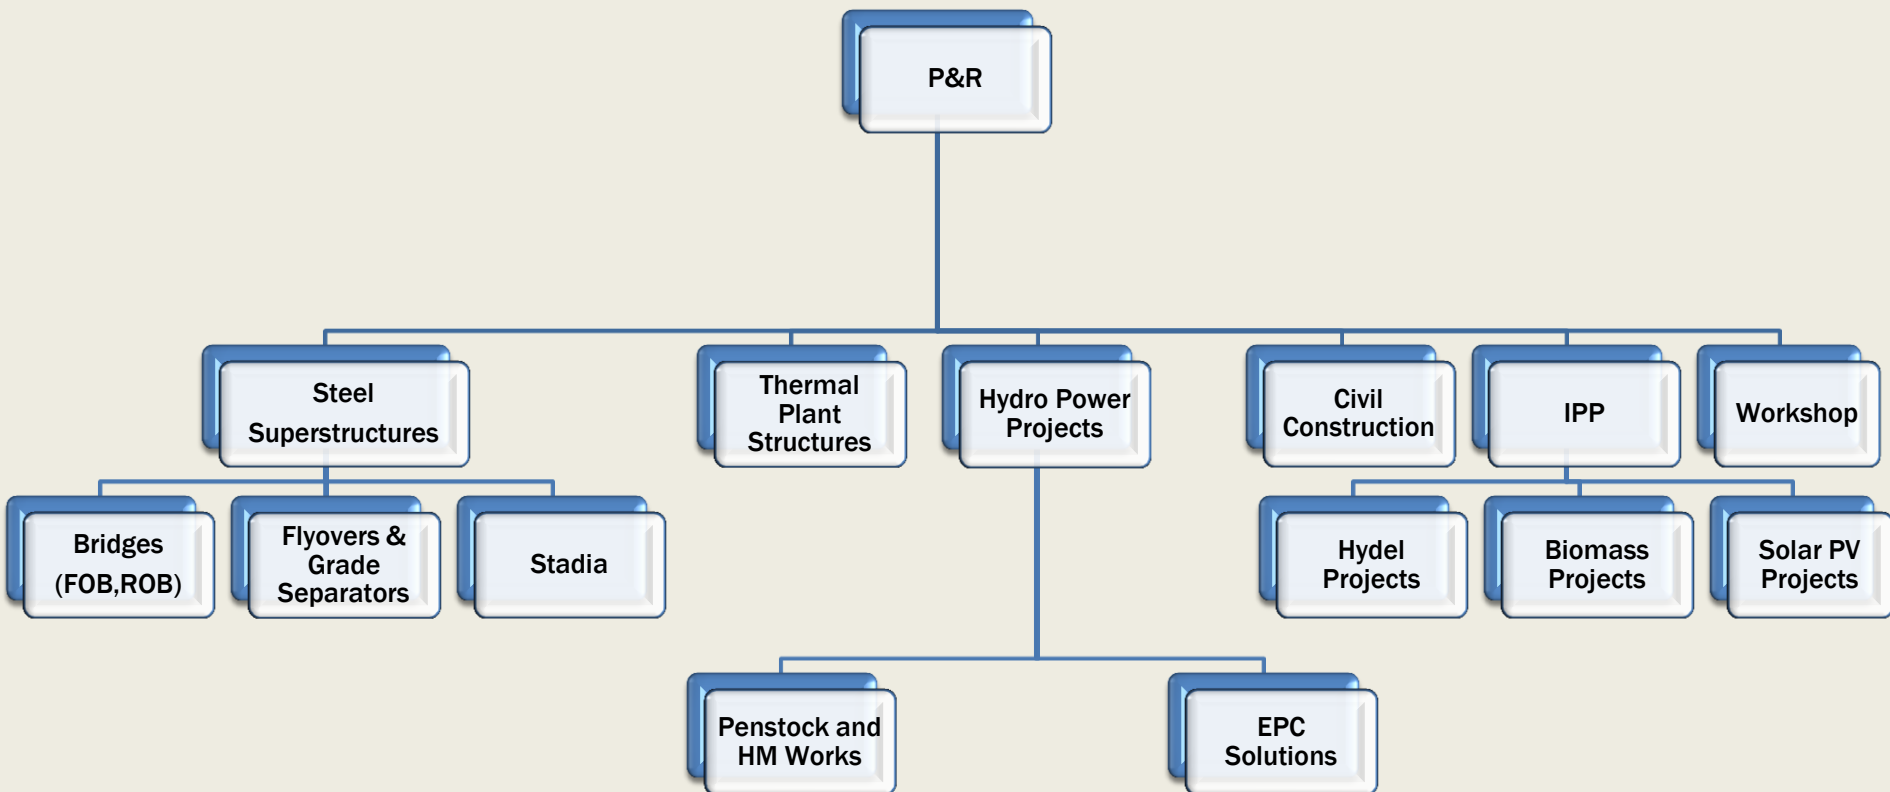 P&R
Steel
Superstructures
Thermal
Plant
Structures
Hydro Power
Projects
Civil
Construction
IPP
Workshop
Bridges
(FOB,ROB)
Flyovers &
Grade
Separators
Stadia
Hydel
Projects
Biomass
Projects
Solar PV
Projects
Penstock and
HM Works
EPC
Solutions